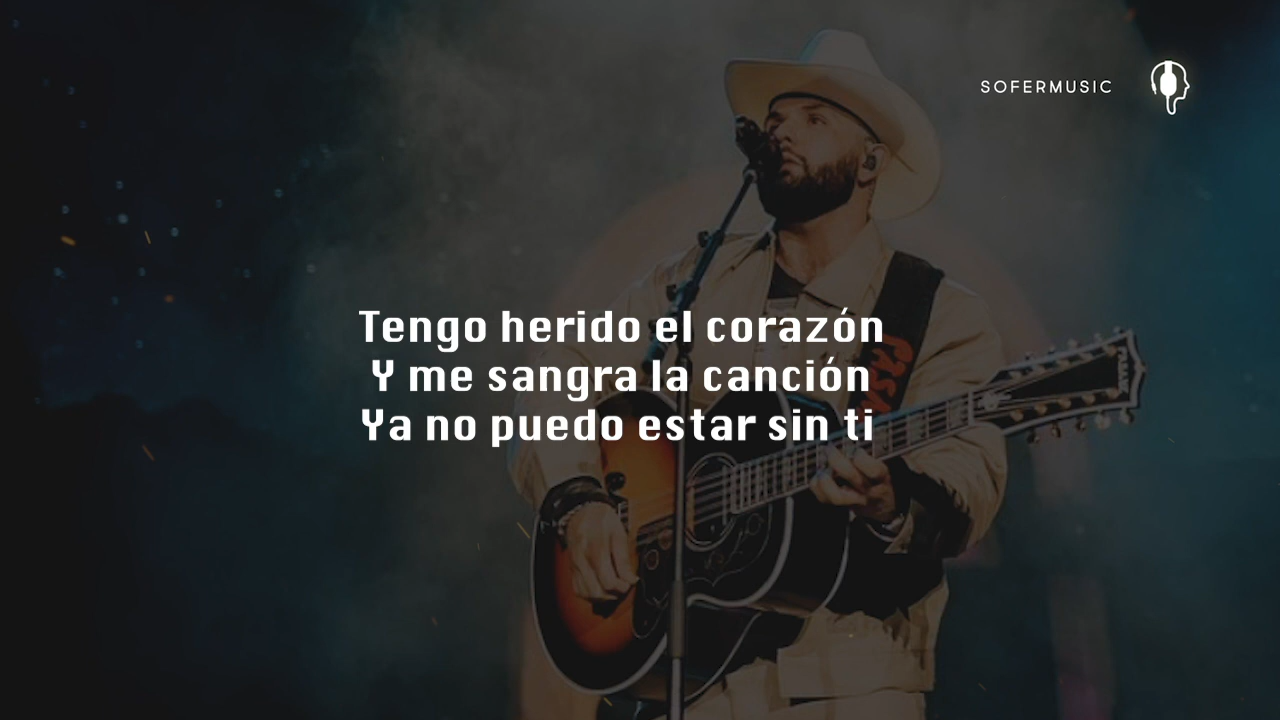 SOFERMUSIC
Tengo herido el corazón
Y me sangra la canción
Ya no puedo estar sin ti